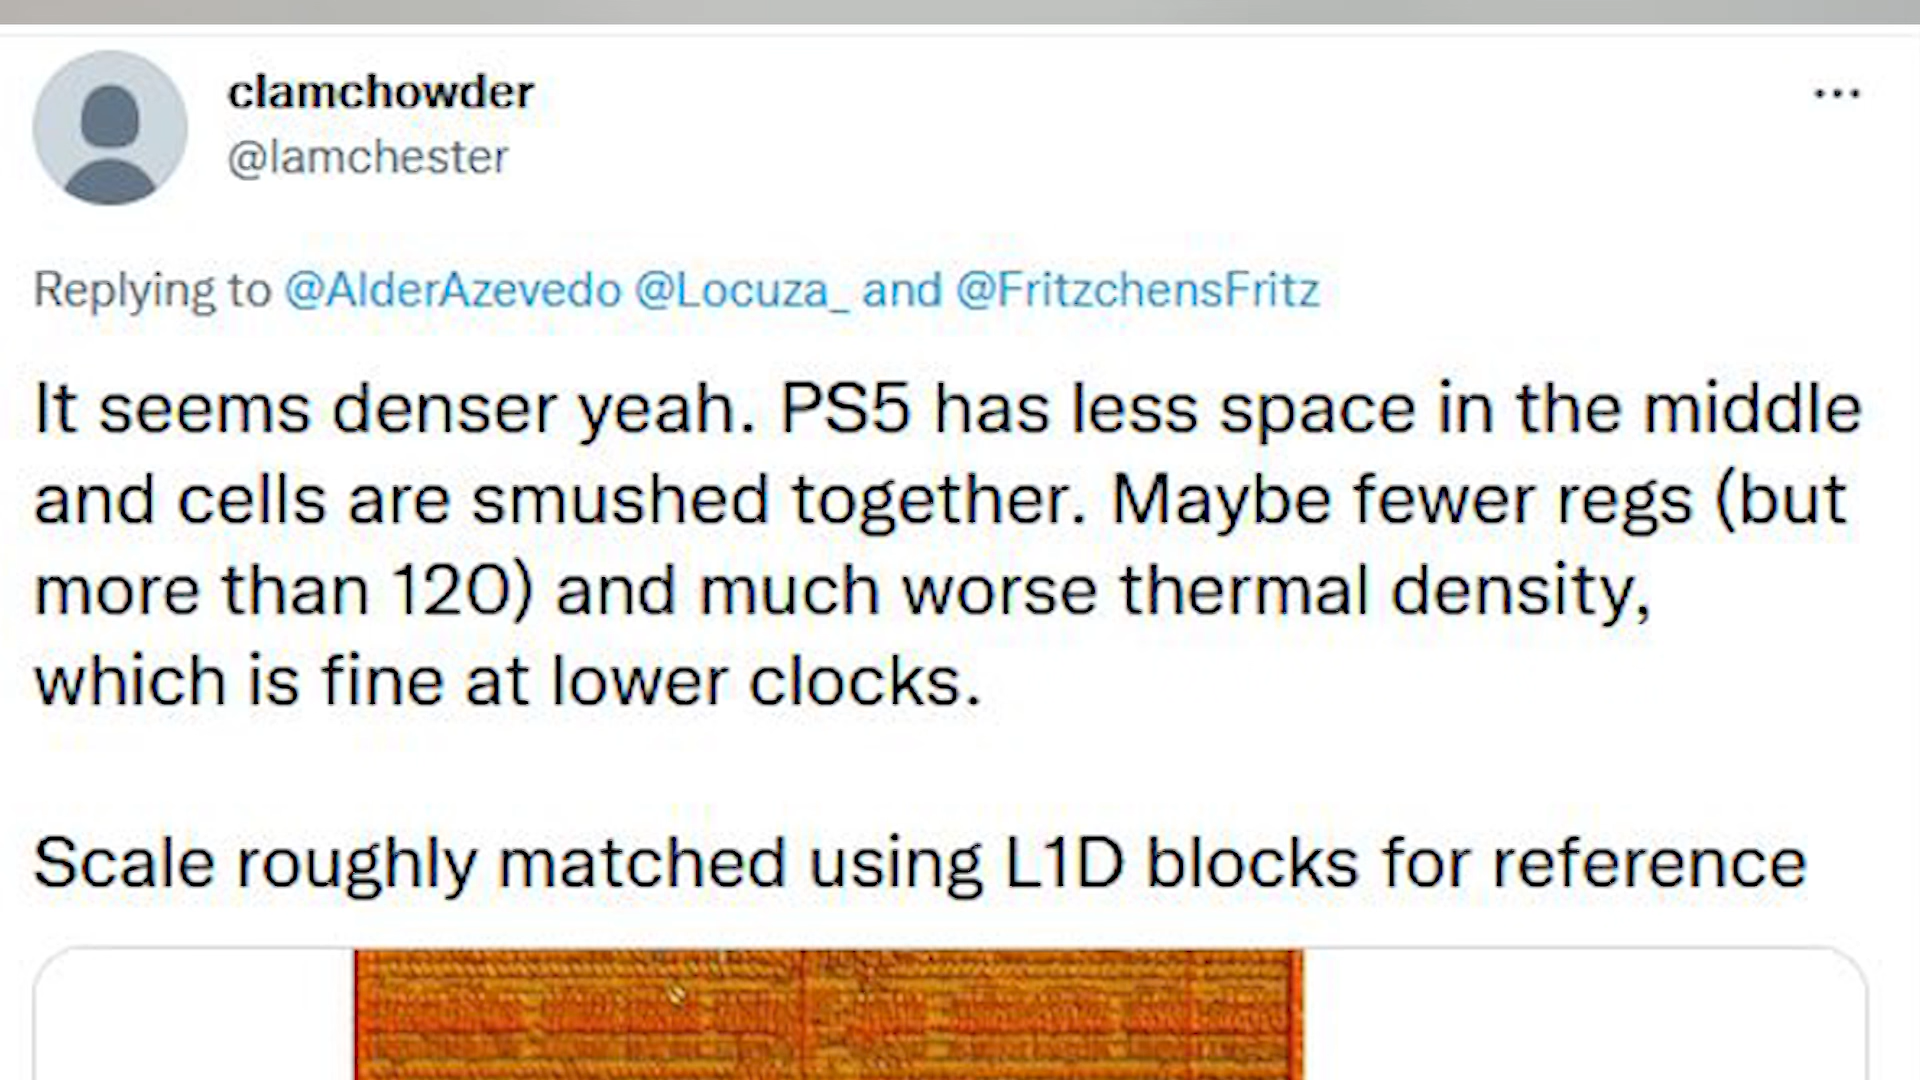 clamchowder
@lamchester
Replying to @AlderAzevedo @Locuza_ and @FritzchensFritz
It seems denser yeah. PS5 has less space in the middle
and cells are smushed together. Maybe fewer regs (but
more than 120) and much worse thermal density,
which is fine at lower clocks.
Scale roughly matched using L1D blocks for reference